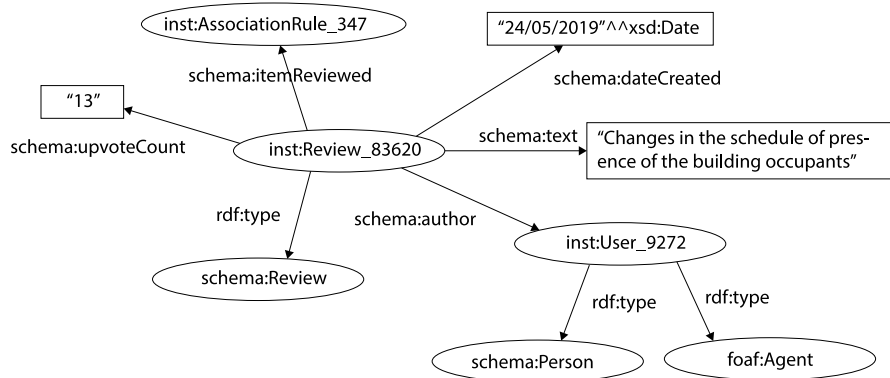 inst:AssociationRule_347
“24/05/2019”^^xsd:Date
schema:itemReviewed
schema:dateCreated
“13”
schema:upvoteCount
schema:text
“Changes in the schedule of pres-
ence of the building occupants”
inst:Review_83620
rdf:type
schema:author
inst:User_9272
schema:Review
rdf:type
rdf:type
schema:Person
foaf:Agent